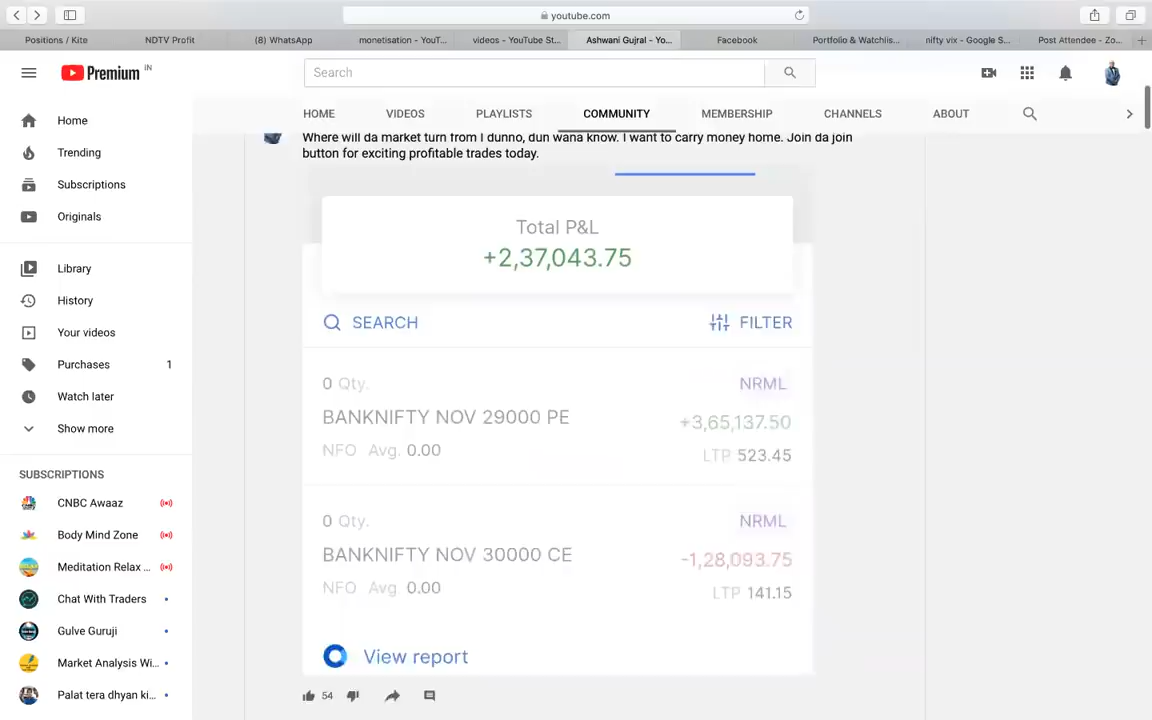 youtube.com
Positions / Kite
NDTV Profit
(8) WhatsApp
monetisation - YouT...
videos - YouTube St...
Ashwani Gujral - Yo...
Facebook
Portfolio & Watchlis...
nifty vix - Google S...
Post Attendee - Zo...
Premium IN
Search
HOME
VIDEOS
PLAYLISTS
COMMUNITY
MEMBERSHIP
CHANNELS
ABOUT
Home
Trending
Subscriptions
Originals
Library
History
Your videos
Purchases 1
Watch later
Show more
SUBSCRIPTIONS
CNBC Awaaz
Body Mind Zone
Meditation Relax ...
Chat With Traders
Gulve Guruji
Market Analysis Wi...
Palat tera dhyan ki...
Where will da market turn from I dunno, dun wana know. I want to carry money home. Join da join
button for exciting profitable trades today.
Total P&L
+2,37,043.75
SEARCH
FILTER
0 Qty.
NRML
BANKNIFTY NOV 29000 PE
+3,65,137.50
NFO Avg. 0.00
LTP 523.45
0 Qty.
NRML
BANKNIFTY NOV 30000 CE
-1,28,093.75
NFO Avg. 0.00
LTP 141.15
View report
54